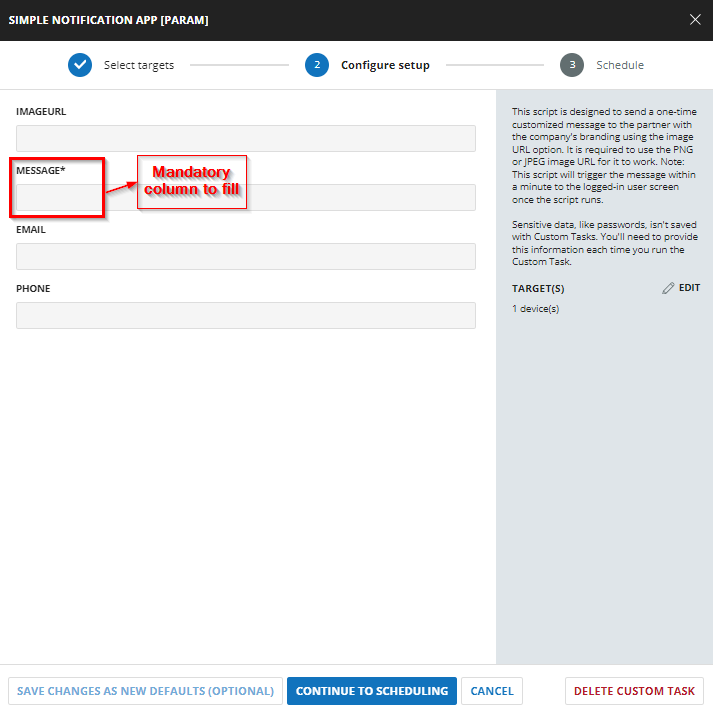 SIMPLE NOTIFICATION APP [PARAM]
Select targets
2
Configure setup
3
Schedule
IMAGEURL
MESSAGE*
Mandatory
column to fill
EMAIL
PHONE
This script is designed to send a one-time
customized message to the partner with
the company's branding using the image
URL option. It is required to use the PNG
or JPEG image URL for it to work. Note:
This script will trigger the message within
a minute to the logged-in user screen
once the script runs.
Sensitive data, like passwords, isn't saved
with Custom Tasks. You'll need to provide
this information each time you run the
Custom Task.
TARGET(S)
EDIT
1 device(s)
SAVE CHANGES AS NEW DEFAULTS (OPTIONAL)
CONTINUE TO SCHEDULING
CANCEL
DELETE CUSTOM TASK